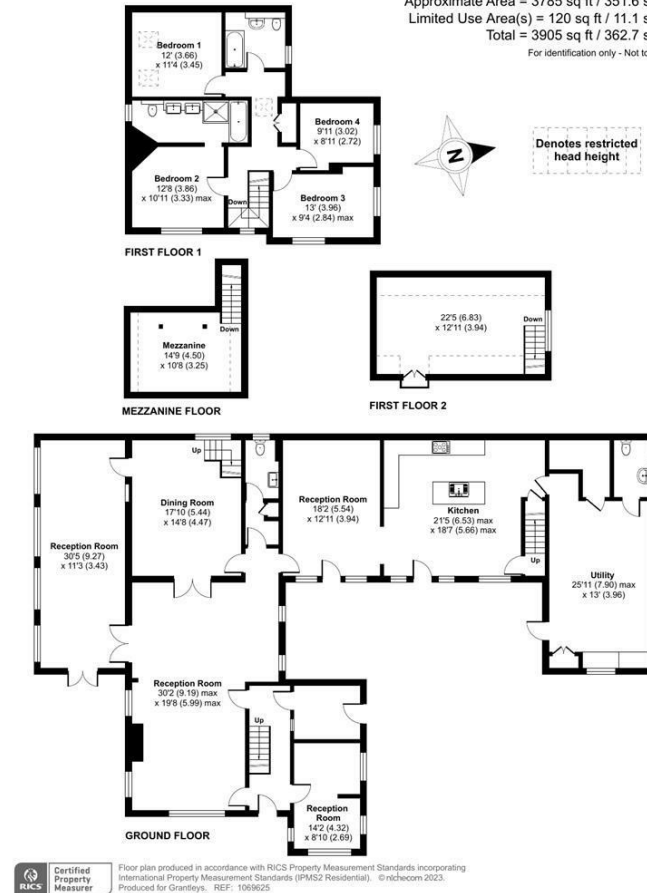 Approximate Area = 3785 sq ft / 351.6 s
Limited Use Area(s) = 120 sq ft / 11.1 s
Total = 3905 sq ft / 362.7 s
For identification only - Not to
Bedroom 1
12' (3.66)
x 11'4 (3.45)
Bedroom 4
9'11 (3.02)
x 8'11 (2.72)
Bedroom 2
12'8 (3.86)
x 10'11 (3.33) max
Down
Bedroom 3
13' (3.96)
x 9'4 (2.84) max
FIRST FLOOR 1
N
Denotes restricted
head height
Down
Mezzanine
14'9 (4.50)
x 10'8 (3.25)
MEZZANINE FLOOR
22'5 (6.83)
x 12'11 (3.94)
Down
FIRST FLOOR 2
Up
Dining Room
17'10 (5.44)
x 14'8 (4.47)
Reception Room
18'2 (5.54)
x 12'11 (3.94)
Kitchen
21'5 (6.53) max
x 18'7 (5.66) max
Up
Reception Room
30'5 (9.27)
x 11'3 (3.43)
Utility
25'11 (7.90) max
x 13' (3.96)
Reception Room
30'2 (9.19) max
x 19'8 (5.99) max
Up
Reception
Room
14'2 (4.32)
x 8'10 (2.69)
GROUND FLOOR
RICS
Certified
Property
Measurer
Floor plan produced in accordance with RICS Property Measurement Standards incorporating
International Property Measurement Standards (IPMS2 Residential). © nichecom 2023.
Produced for Grantleys. REF: 1069625